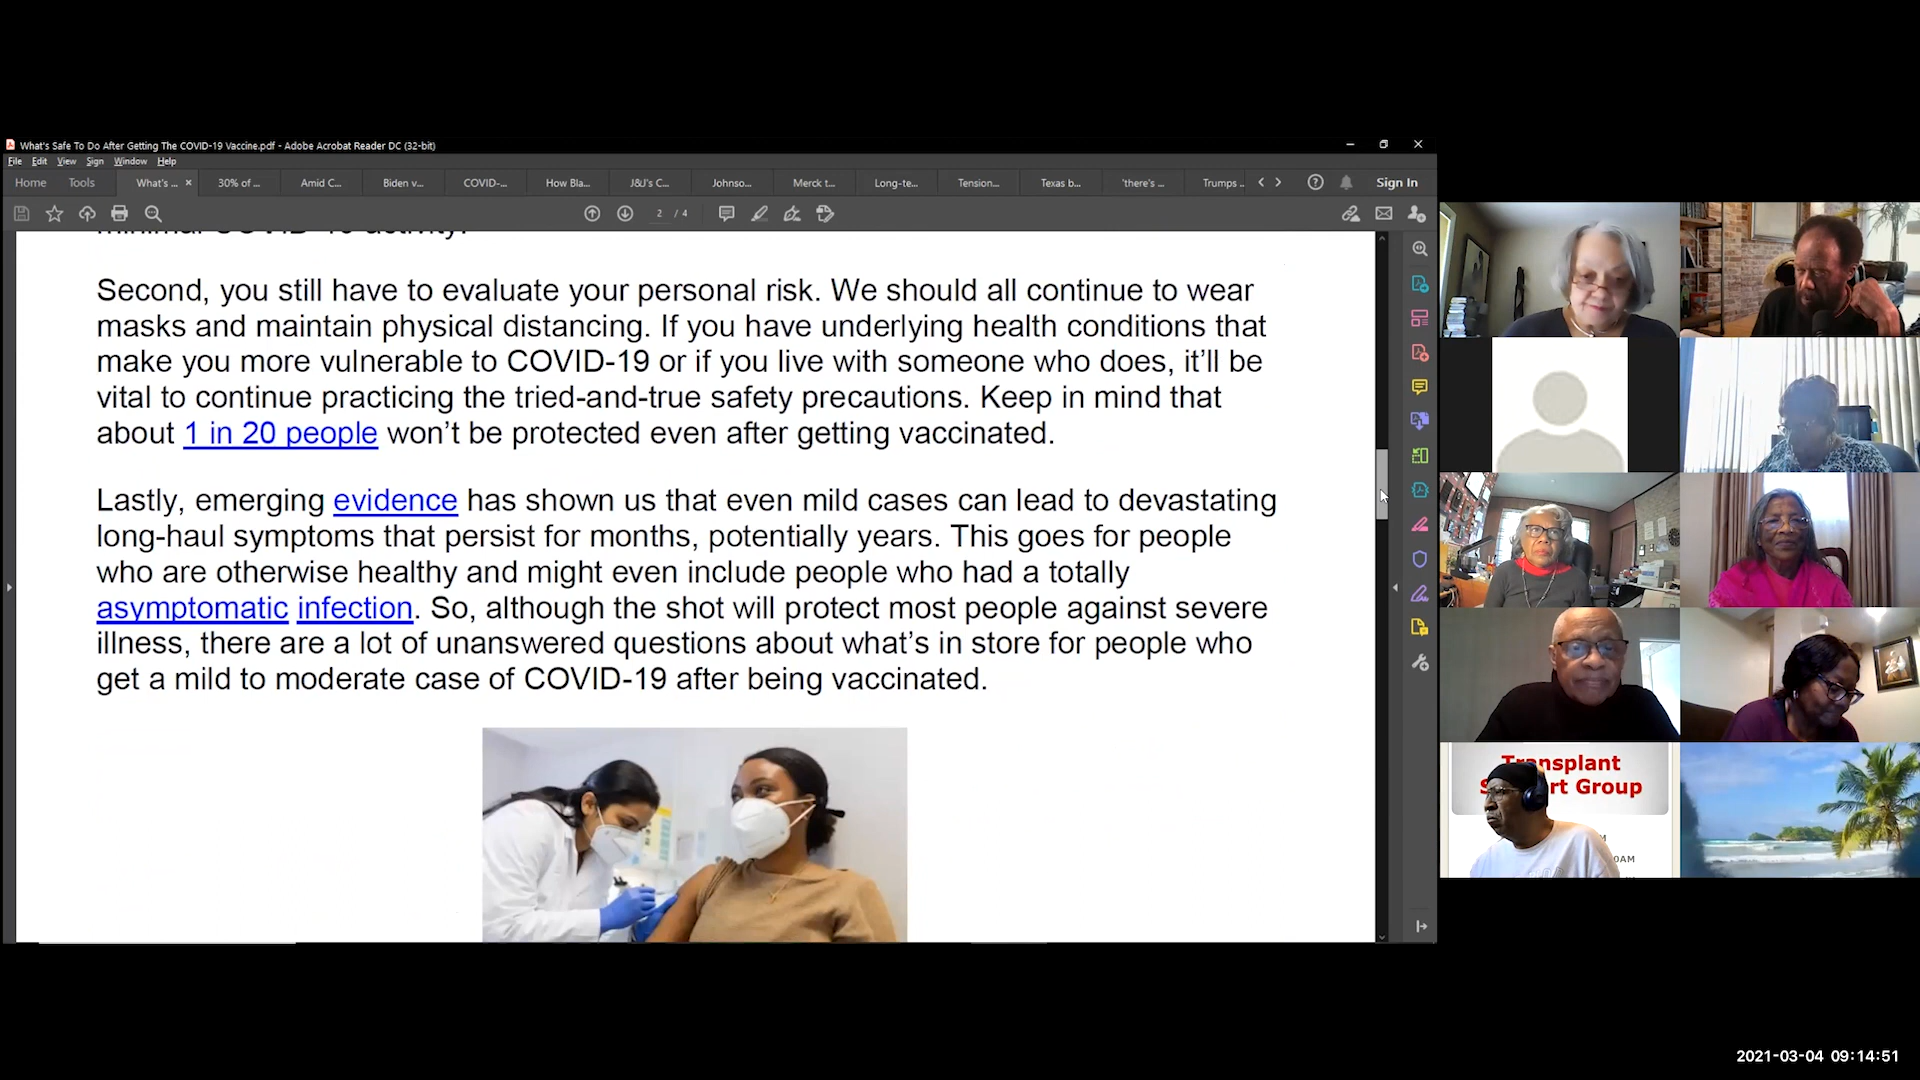 What's Safe To Do After Getting The COVID-19 Vaccine.pdf - Adobe Acrobat Reader DC (32-bit)
File Edit View Sign Window Help
Home Tools What's ... × 30% of ... Amid C... Biden v... COVID-... How Bla... J&J's C... Johnso... Merck t... Long-te... Tension... Texas b... 'there's ... Trumps .. Sign In
2 / 4
minimal COVID-19 activity.
Second, you still have to evaluate your personal risk. We should all continue to wear
masks and maintain physical distancing. If you have underlying health conditions that
make you more vulnerable to COVID-19 or if you live with someone who does, it’ll be
vital to continue practicing the tried-and-true safety precautions. Keep in mind that
about 1 in 20 people won’t be protected even after getting vaccinated.
Lastly, emerging evidence has shown us that even mild cases can lead to devastating
long-haul symptoms that persist for months, potentially years. This goes for people
who are otherwise healthy and might even include people who had a totally
asymptomatic infection. So, although the shot will protect most people against severe
illness, there are a lot of unanswered questions about what’s in store for people who
get a mild to moderate case of COVID-19 after being vaccinated.
Transplant
rt Group
M
0AM
2021-03-04 09:14:51